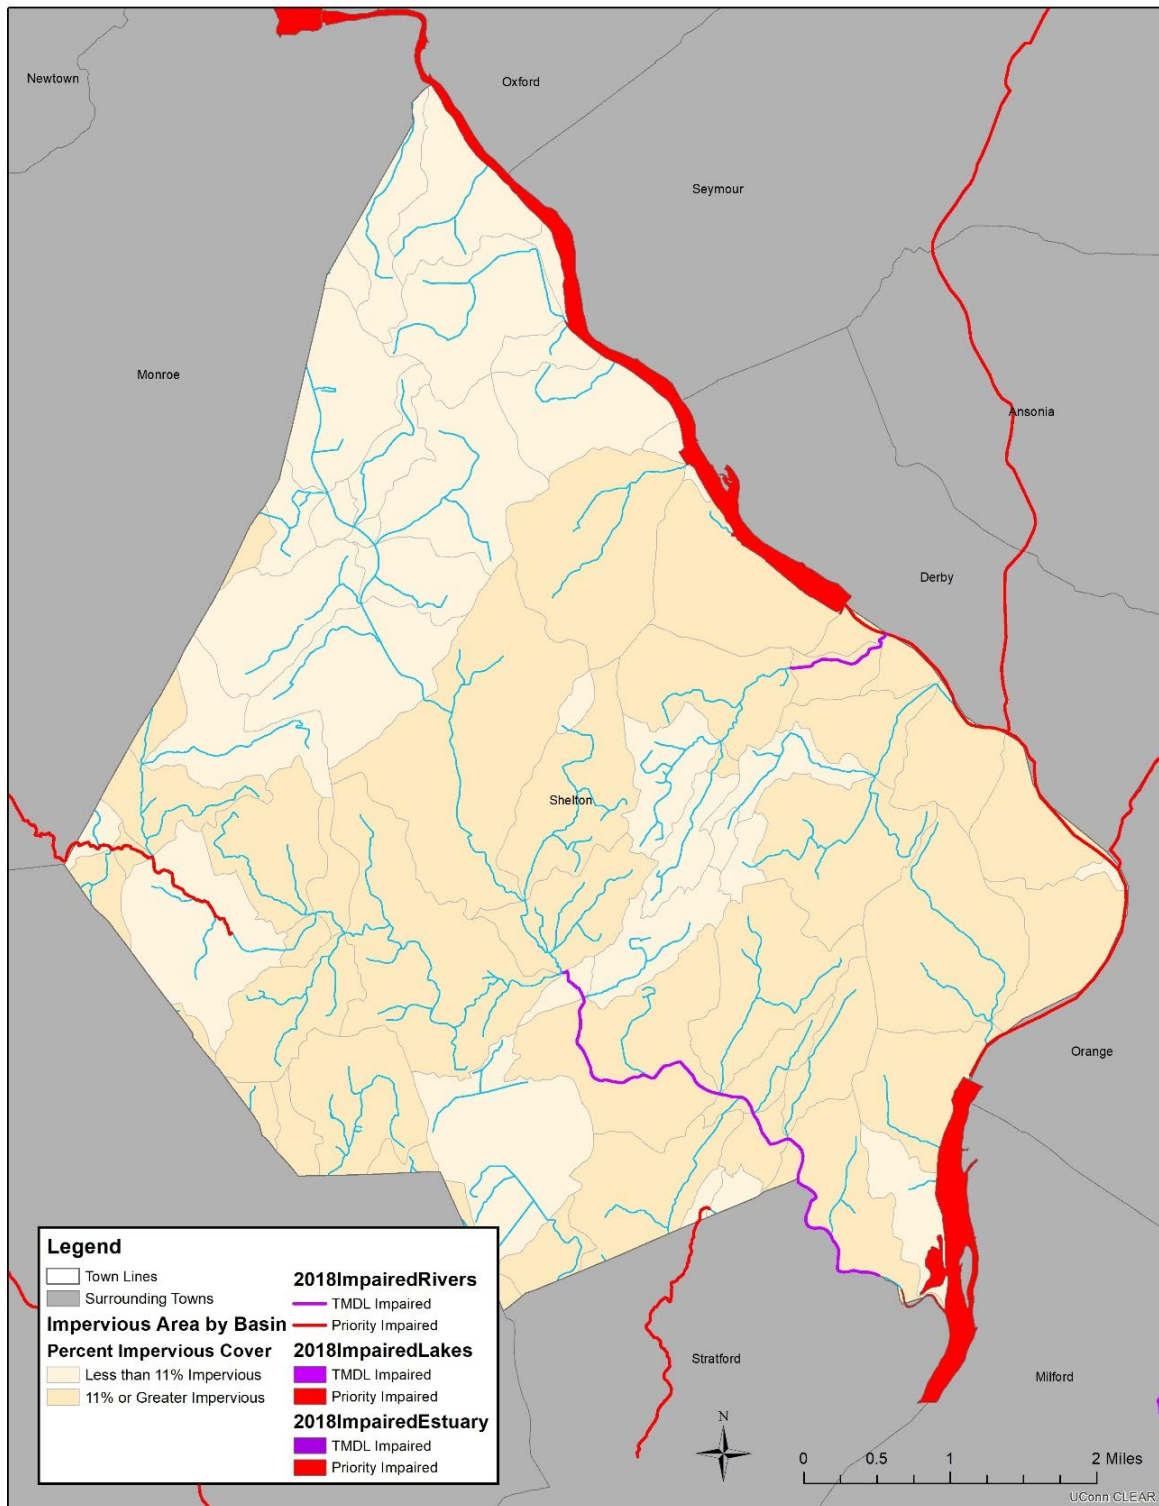 Newtown
Oxford
Seymour
Monroe
Ansonia
Derby
Shelton
Orange
Stratford
Milford
Legend
Town Lines
Surrounding Towns
Impervious Area by Basin
Percent Impervious Cover
Less than 11% Impervious
11% or Greater Impervious
2018ImpairedRivers
TMDL Impaired
Priority Impaired
2018ImpairedLakes
TMDL Impaired
Priority Impaired
2018ImpairedEstuary
TMDL Impaired
Priority Impaired
N
0 0.5 1 2 Miles
UConn CLEAR